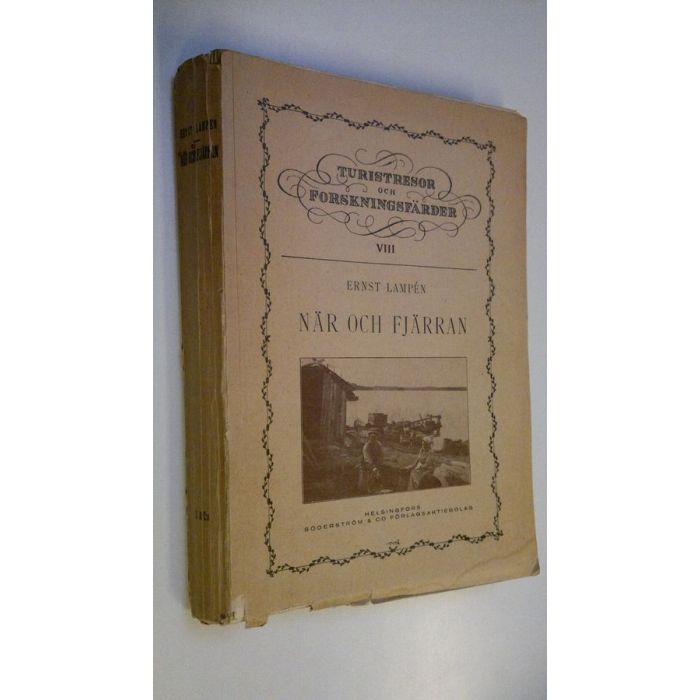 TURISTRESOR
OCH
FORSKNINGSFÄRDER
VIII
ERNST LAMPÉN
NÄR OCH FJÄRRAN
HELSINGFORS
SÖDERSTRÖM & CO FÖRLAGSAKTIEBOLAG
ERNST LAMPÉN
NÄR OCH FJÄRRAN